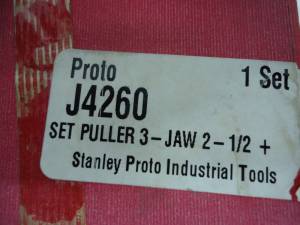 Proto 1 Set
J4260
SET PULLER 3-JAW 2-1/2 +
Stanley Proto Industrial Tools